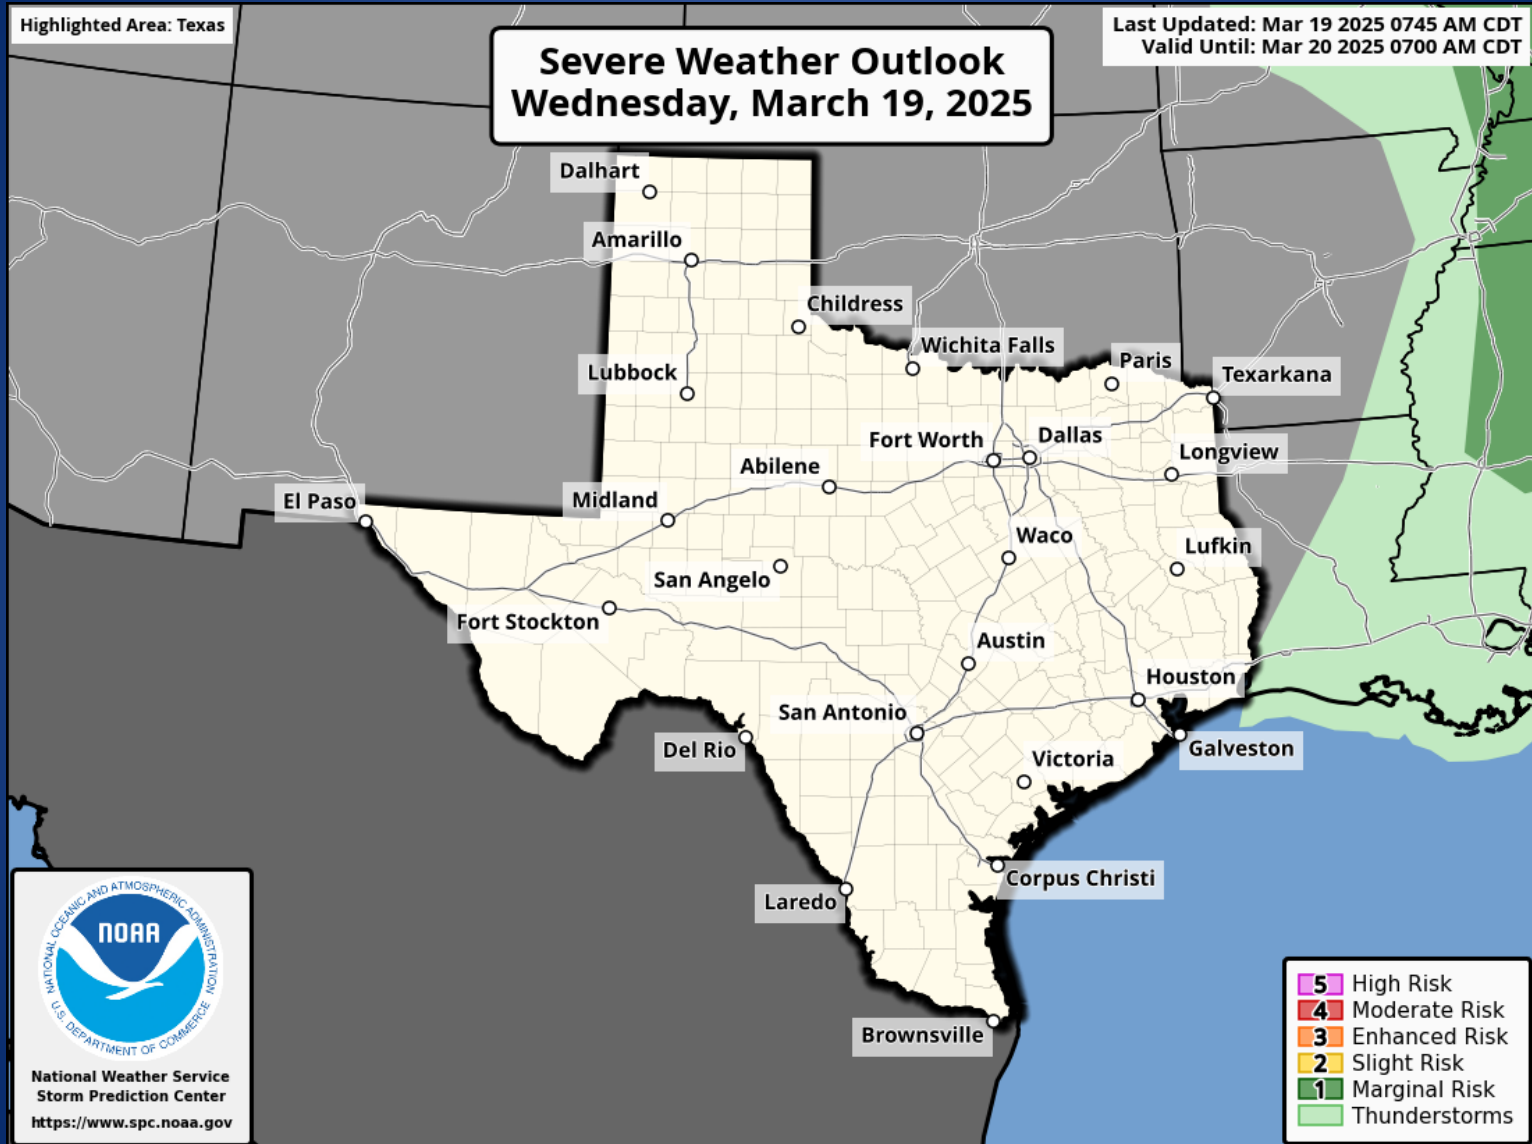 Highlighted Area: Texas
Severe Weather Outlook
Wednesday, March 19, 2025
Last Updated: Mar 19 2025 0745 AM CDT
Valid Until: Mar 20 2025 0700 AM CDT
Dalhart
Amarillo
Childress
Wichita Falls
Paris
Lubbock
Texarkana
Fort Worth
Dallas
Longview
Abilene
El Paso
Midland
Waco
Lufkin
San Angelo
Fort Stockton
Austin
Houston
San Antonio
Del Rio
Galveston
Victoria
Corpus Christi
Laredo
Brownsville
NATIONAL OCEANIC AND ATMOSPHERIC ADMINISTRATION
NOAA
U.S. DEPARTMENT OF COMMERCE
National Weather Service
Storm Prediction Center
https://www.spc.noaa.gov
5 High Risk
4 Moderate Risk
3 Enhanced Risk
2 Slight Risk
1 Marginal Risk
Thunderstorms